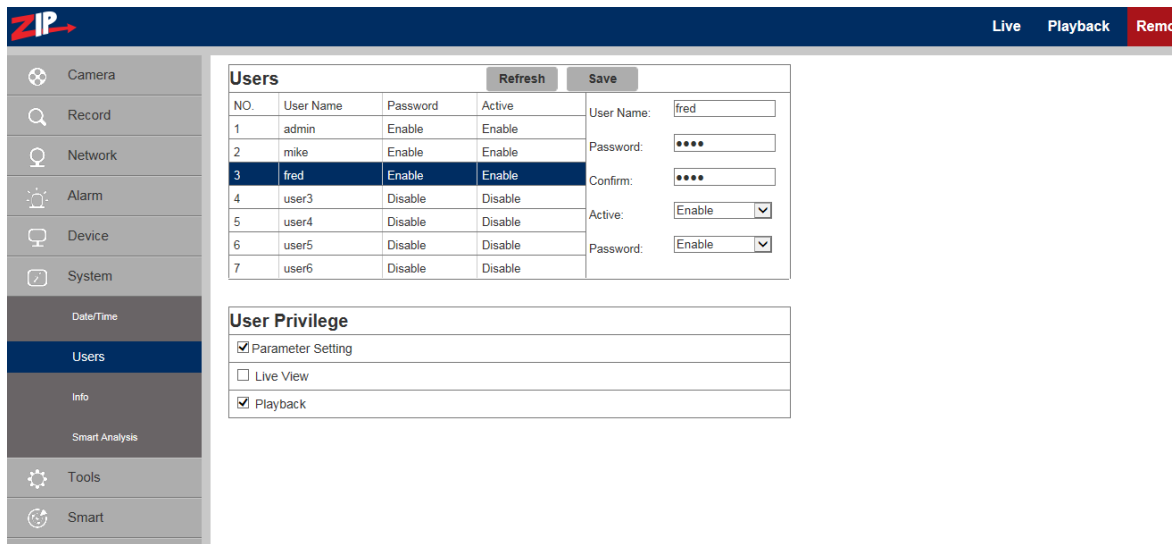 ZIP
Live Playback Remo
Camera
Record
Network
Alarm
Device
System
Date/Time
Users
Info
Smart Analysis
Tools
Smart
Users Refresh Save
NO. User Name Password Active
1 admin Enable Enable
2 mike Enable Enable
3 fred Enable Enable
4 user3 Disable Disable
5 user4 Disable Disable
6 user5 Disable Disable
7 user6 Disable Disable
User Name: fred
Password: ••••
Confirm: ••••
Active: Enable
Password: Enable
User Privilege
Parameter Setting
Live View
Playback